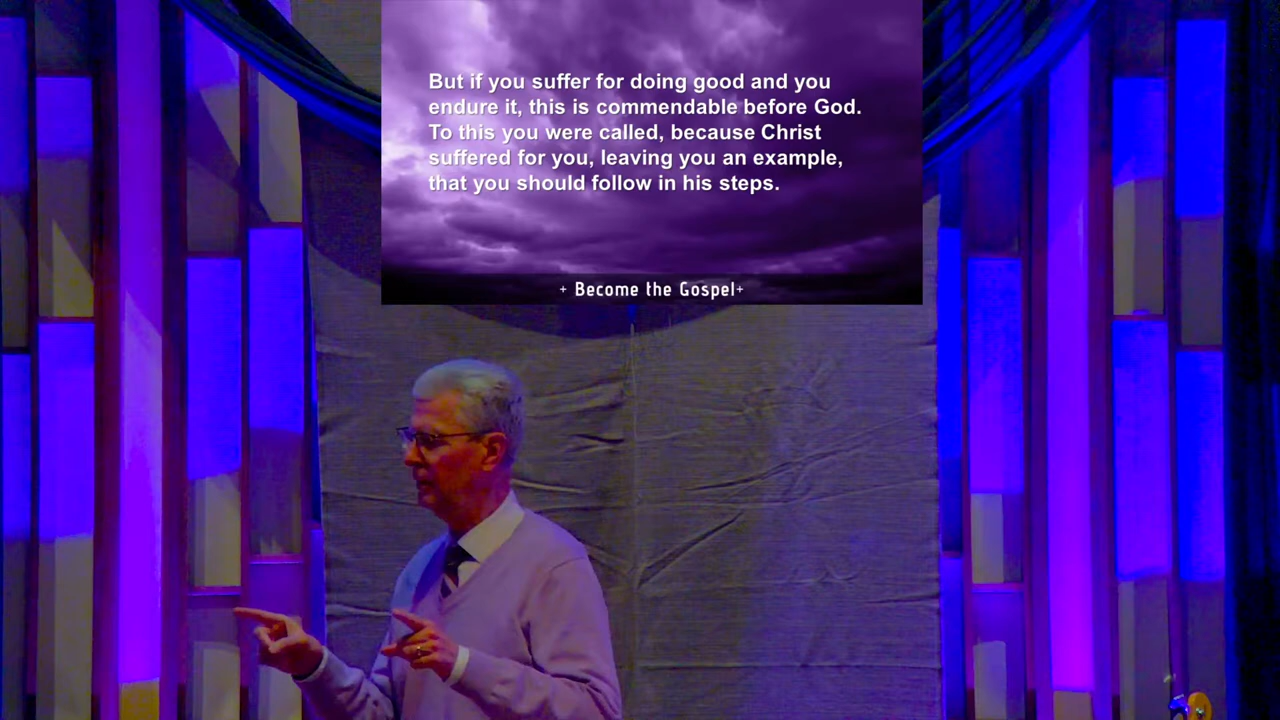 But if you suffer for doing good and you
endure it, this is commendable before God.
To this you were called, because Christ
suffered for you, leaving you an example,
that you should follow in his steps.
+ Become the Gospel+